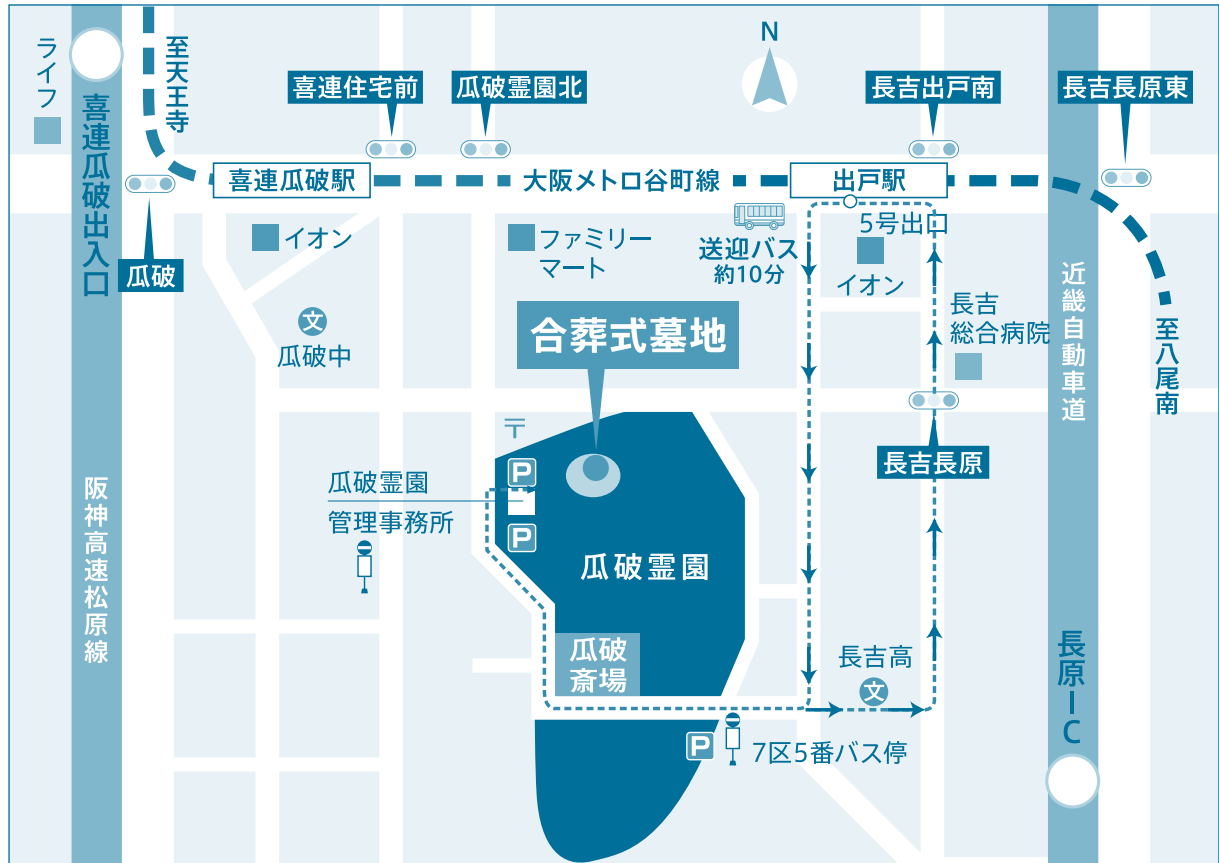 ライフ
喜連瓜破出入口
至天王寺
喜連住宅前
瓜破霊園北
N
長吉出戸南
長吉長原東
喜連瓜破駅
大阪メトロ谷町線
出戸駅
5号出口
瓜破
イオン
ファミリー
マート
送迎バス
約10分
イオン
近畿自動車道
至八尾南
文
瓜破中
合葬式墓地
長吉
総合病院
長吉長原
〒
P
瓜破霊園
管理事務所
P
瓜破霊園
阪神高速松原線
瓜破
斎場
長吉高
文
長原IC
P
7区5番バス停